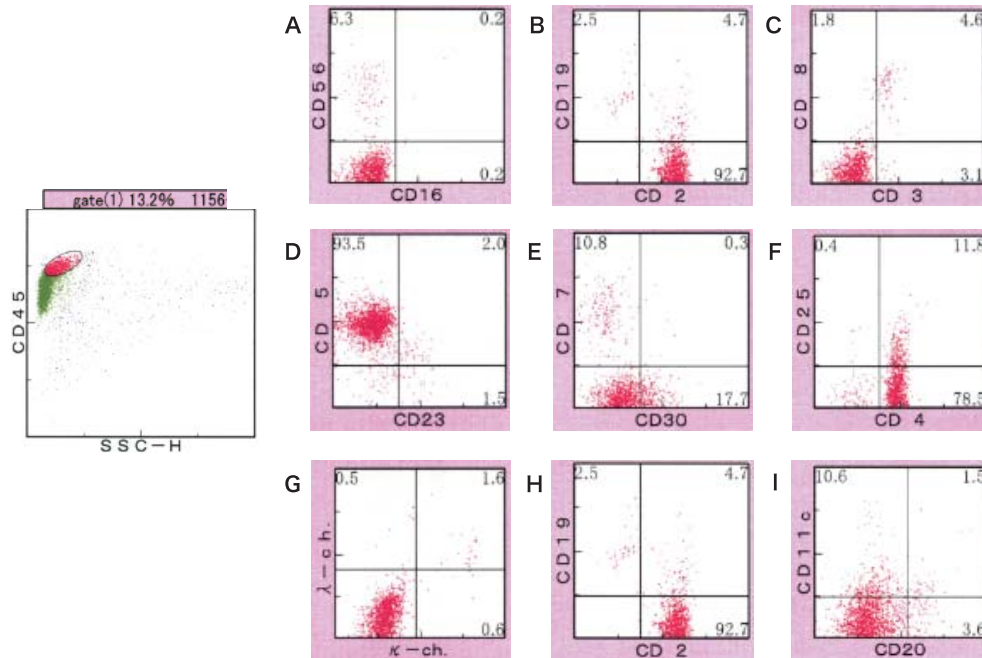 gate(1) 13.2% 1156
CD45
SSC-H
A
6.3 0.2
CD56
0.2
CD16
B
2.5 4.7
CD19
92.7
CD 2
C
1.8 4.6
CD 8
3.1
CD 3
D
93.5 2.0
CD 5
1.5
CD23
E
10.8 0.3
CD 7
17.7
CD30
F
0.4 11.8
CD25
78.5
CD 4
G
0.5 1.6
λ-ch.
0.6
κ-ch.
H
2.5 4.7
CD19
92.7
CD 2
I
10.6 1.5
CD11c
3.6
CD20